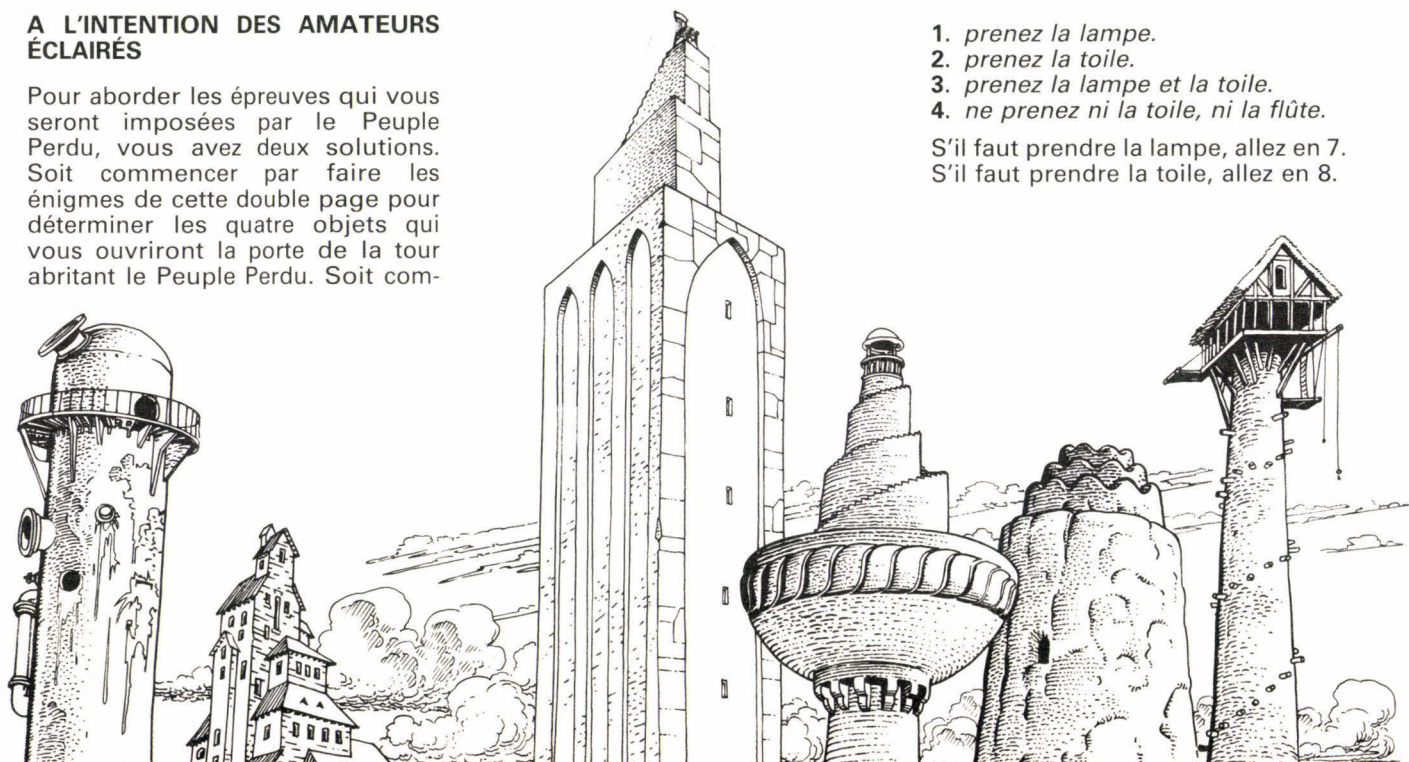 A L'INTENTION DES AMATEURS
ÉCLAIRÉS
Pour aborder les épreuves qui vous
seront imposées par le Peuple
Perdu, vous avez deux solutions.
Soit commencer par faire les
énigmes de cette double page pour
déterminer les quatre objets qui
vous ouvriront la porte de la tour
abritant le Peuple Perdu. Soit com-
1. prenez la lampe.
2. prenez la toile.
3. prenez la lampe et la toile.
4. ne prenez ni la toile, ni la flûte.
S'il faut prendre la lampe, allez en 7.
S'il faut prendre la toile, allez en 8.